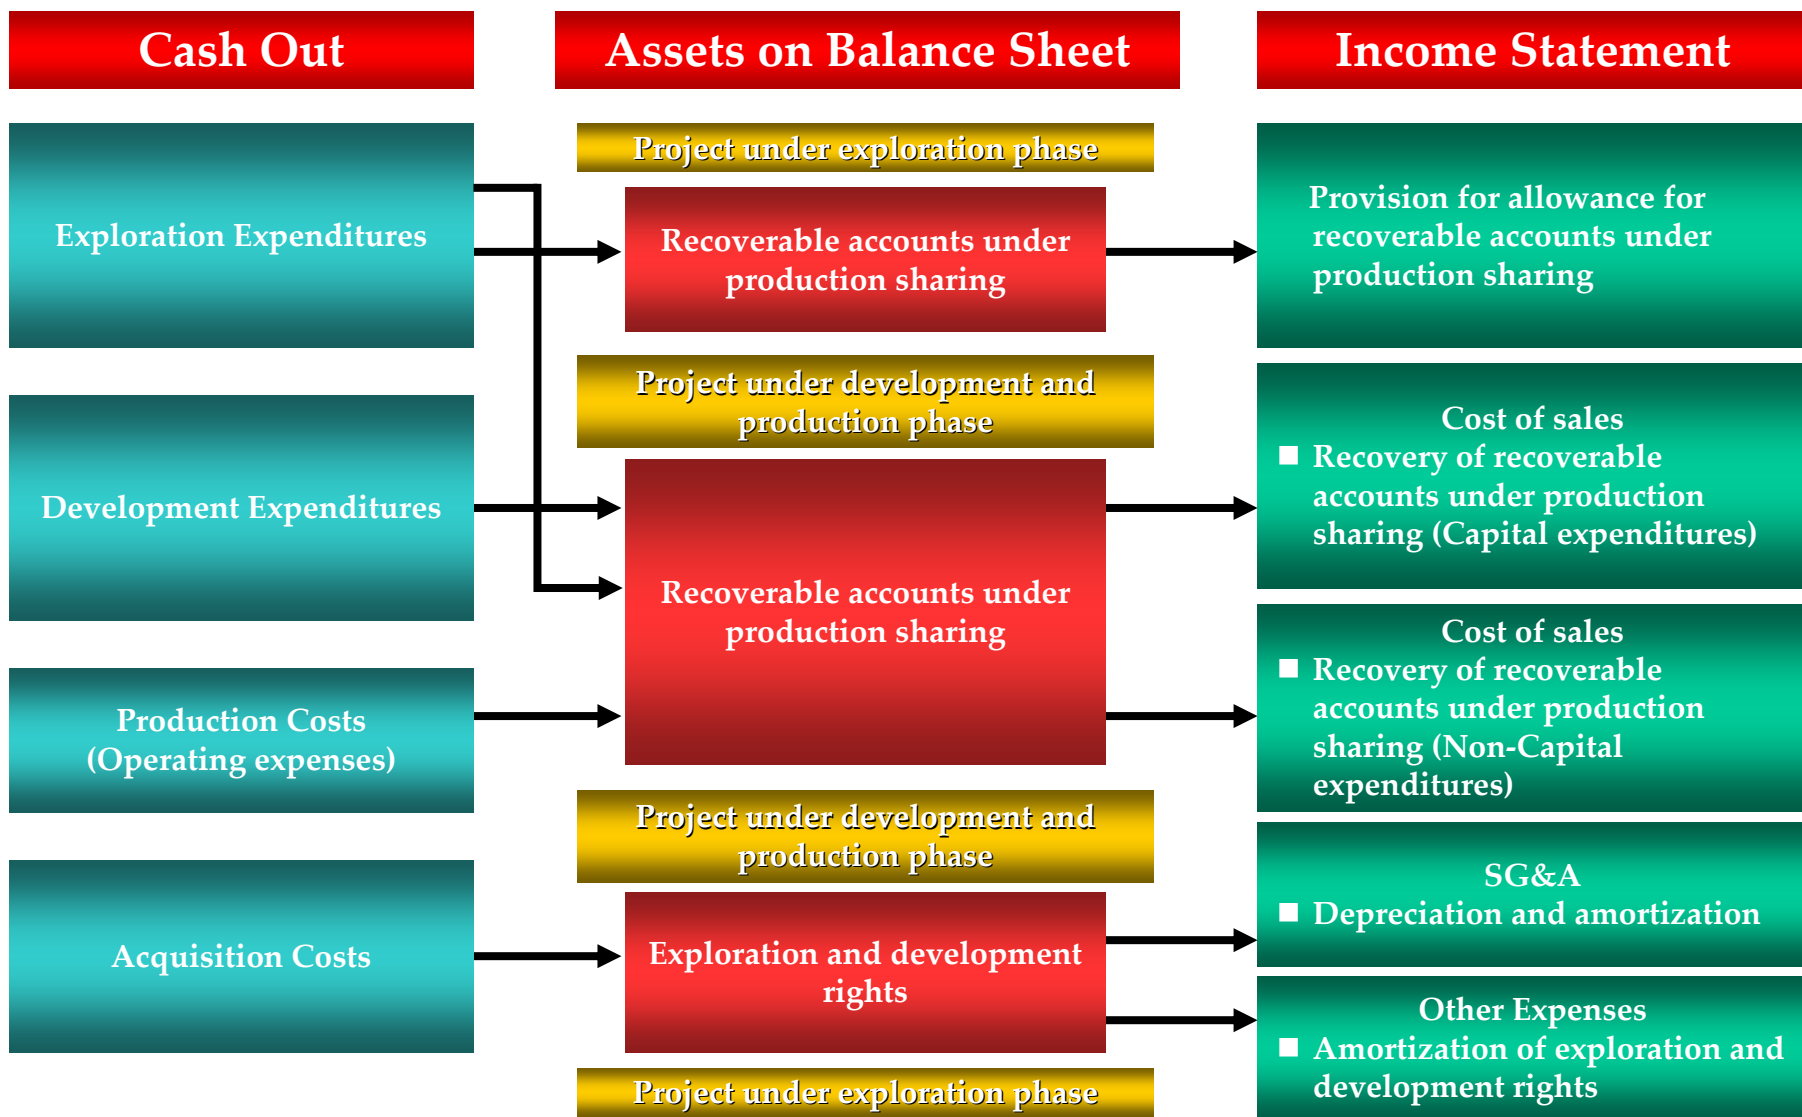 Cash Out
Assets on Balance Sheet
Income Statement
Exploration Expenditures
Development Expenditures
Production Costs
(Operating expenses)
Acquisition Costs
Project under exploration phase
Recoverable accounts under
production sharing
Project under development and
production phase
Recoverable accounts under
production sharing
Project under development and
production phase
Exploration and development
rights
Project under exploration phase
Provision for allowance for
recoverable accounts under
production sharing
Cost of sales
■ Recovery of recoverable
accounts under production
sharing (Capital expenditures)
Cost of sales
■ Recovery of recoverable
accounts under production
sharing (Non-Capital
expenditures)
SG&A
■ Depreciation and amortization
Other Expenses
■ Amortization of exploration and
development rights